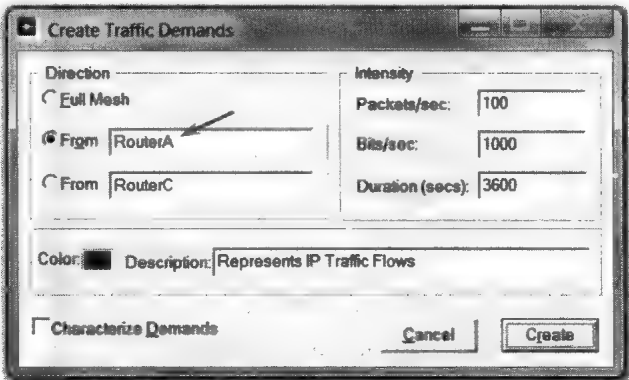 Create Traffic Demands
Direction
Full Mesh
From RouterA
From RouterC
Intensity
Packets/sec: 100
Bits/sec: 1000
Duration (secs): 3600
Color: Description: Represents IP Traffic Flows
Characterize Demands
Cancel Create